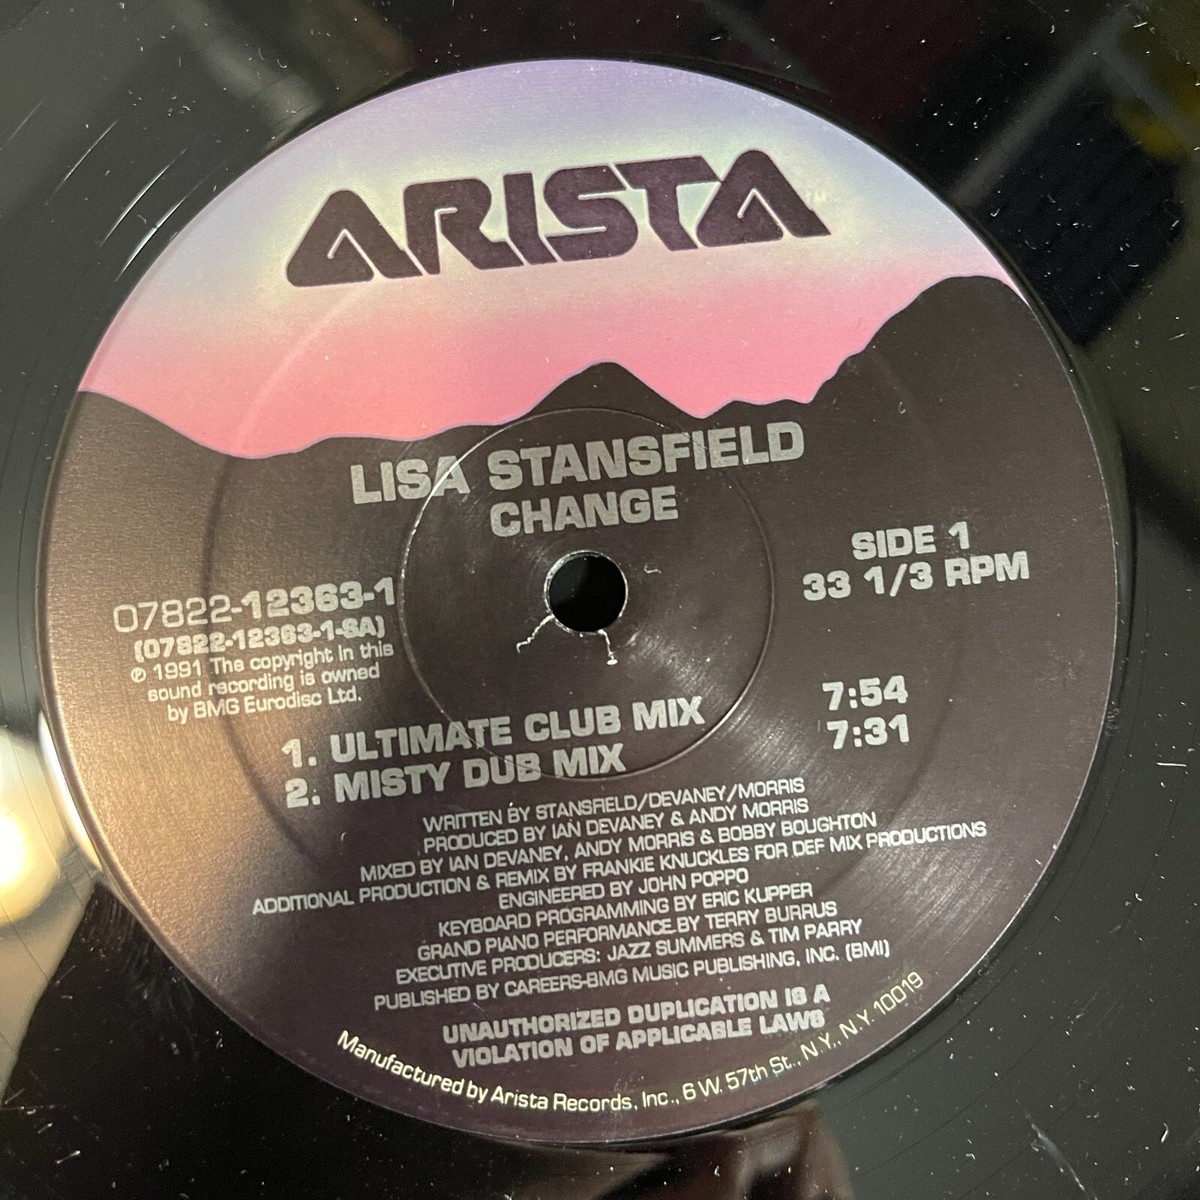 ARISTA
LISA STANSFIELD
CHANGE
SIDE 1
33 1/3 RPM
07822-12363-1
(07822-12363-1-SA)
℗ 1991 The copyright in this
sound recording is owned
by BMG Eurodisc Ltd.
1. ULTIMATE CLUB MIX 7:54
2. MISTY DUB MIX 7:31
WRITTEN BY STANSFIELD/DEVANEY/MORRIS
PRODUCED BY IAN DEVANEY & ANDY MORRIS
MIXED BY IAN DEVANEY, ANDY MORRIS & BOBBY BOUGHTON
ADDITIONAL PRODUCTION & REMIX BY FRANKIE KNUCKLES FOR DEF MIX PRODUCTIONS
ENGINEERED BY JOHN POPPO
KEYBOARD PROGRAMMING BY ERIC KUPPER
GRAND PIANO PERFORMANCE BY TERRY BURRUS
EXECUTIVE PRODUCERS: JAZZ SUMMERS & TIM PARRY
PUBLISHED BY CAREERS-BMG MUSIC PUBLISHING, INC. (BMI)
UNAUTHORIZED DUPLICATION IS A
VIOLATION OF APPLICABLE LAWS
Manufactured by Arista Records, Inc., 6 W. 57th St., N.Y., N.Y. 10019